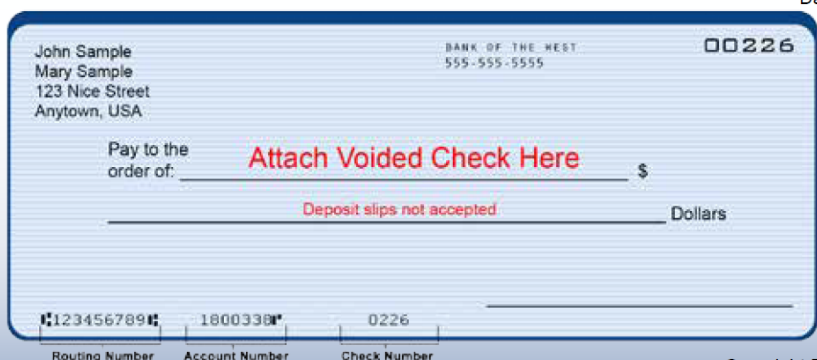 Da
John Sample
Mary Sample
123 Nice Street
Anytown, USA
BANK OF THE WEST
555-555-5555
00226
Pay to the
order of:
Attach Voided Check Here
$
Deposit slips not accepted
Dollars
⑆123456789⑆ 1800338⑈ 0226
Routing Number Account Number Check Number